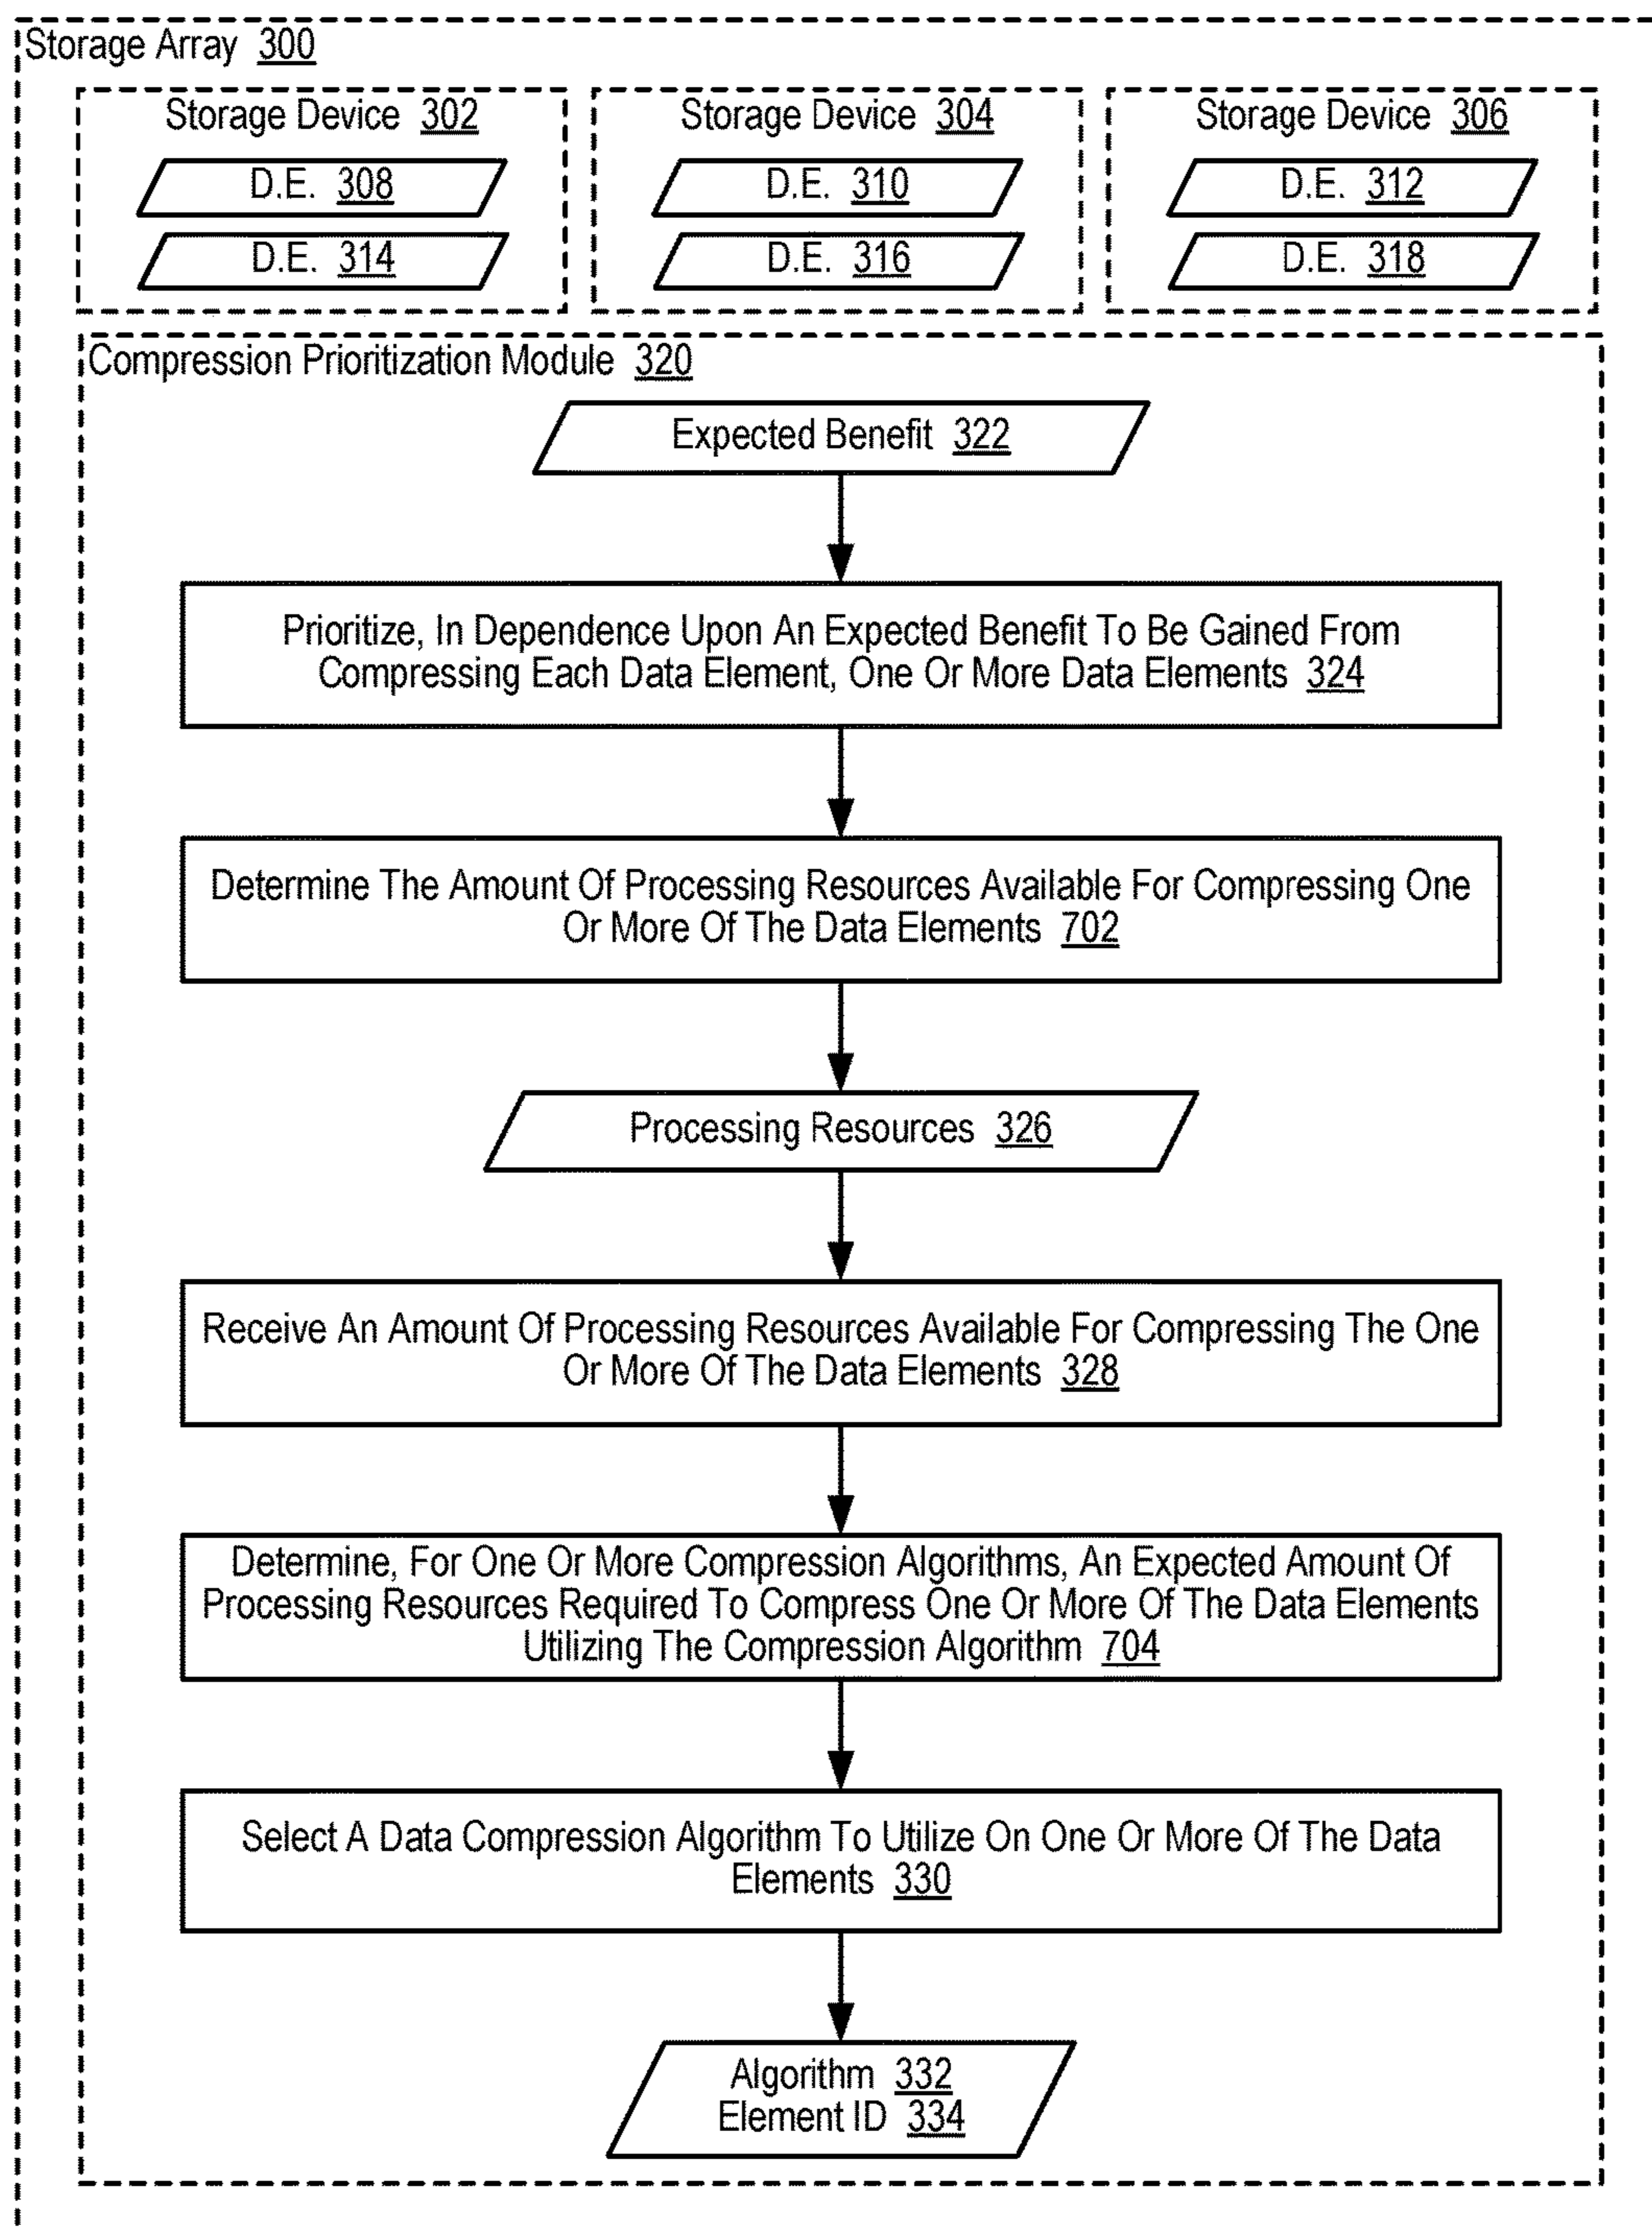 Storage Array 300
Storage Device 302
Storage Device 304
Storage Device 306
D.E. 308
D.E. 310
D.E. 312
D.E. 314
D.E. 316
D.E. 318
Compression Prioritization Module 320
Expected Benefit 322
Prioritize, In Dependence Upon An Expected Benefit To Be Gained From
Compressing Each Data Element, One Or More Data Elements 324
Determine The Amount Of Processing Resources Available For Compressing One
Or More Of The Data Elements 702
Processing Resources 326
Receive An Amount Of Processing Resources Available For Compressing The One
Or More Of The Data Elements 328
Determine, For One Or More Compression Algorithms, An Expected Amount Of
Processing Resources Required To Compress One Or More Of The Data Elements
Utilizing The Compression Algorithm 704
Select A Data Compression Algorithm To Utilize On One Or More Of The Data
Elements 330
Algorithm 332
Element ID 334